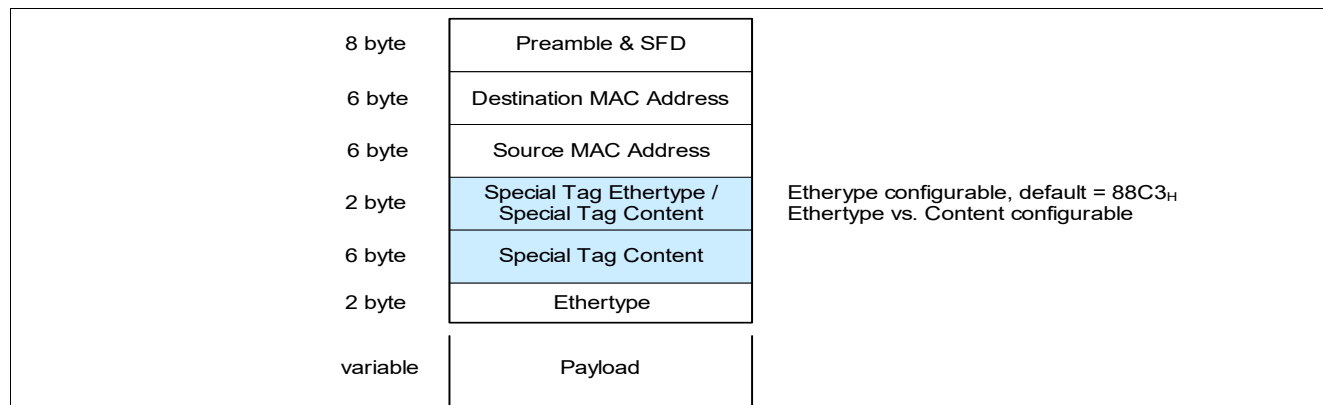 8 byte Preamble & SFD
6 byte Destination MAC Address
6 byte Source MAC Address
2 byte Special Tag Ethertype /
Special Tag Content
Etherype configurable, default = 88C3H
Ethertype vs. Content configurable
6 byte Special Tag Content
2 byte Ethertype
variable Payload